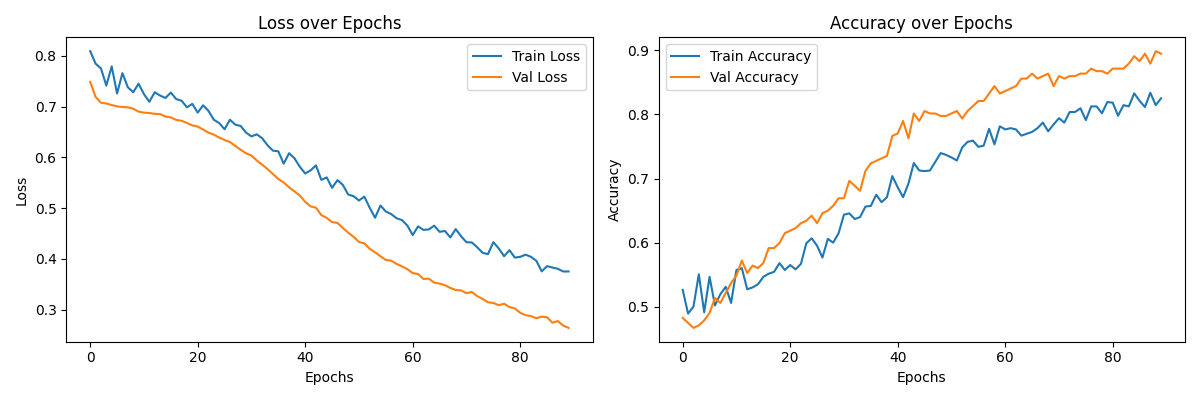 Loss over Epochs
Train Loss
Val Loss
Loss
0.8
0.7
0.6
0.5
0.4
0.3
0
20
40
60
80
Epochs
Accuracy over Epochs
Train Accuracy
Val Accuracy
Accuracy
0.9
0.8
0.7
0.6
0.5
0
20
40
60
80
Epochs